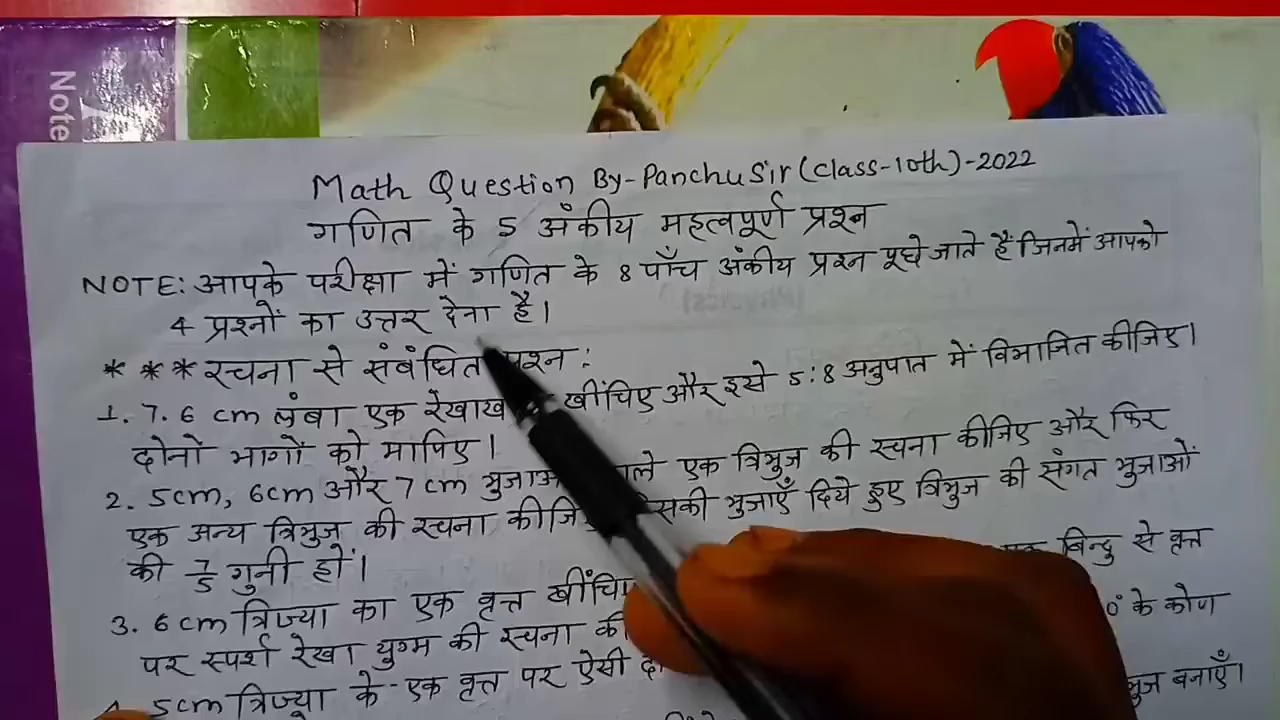 Note
Math Question By-Panchu Sir (Class-10th)-2022
गणित के 5 अंकीय महत्वपूर्ण प्रश्न
NOTE: आपके परीक्षा में गणित के 8 पाँच अंकीय प्रश्न पूछे जाते हैं जिनमें आपको
4 प्रश्नों का उत्तर देना है।
* * * रचना से संबंधित प्रश्न :
1. 7.6 cm लंबा एक खींचिए और इसे 5:8 अनुपात में विभाजित कीजिए।
दोनों भागों को मापिए।
2. 5cm, 6cm और 7cm एक त्रिभुज की रचना कीजिए और फिर
एक अन्य त्रिभुज की रचना भुजाएँ दिये हुए त्रिभुज की संगत भुजाओं
की 7/5 गुनी हों।
3. 6cm त्रिज्या का एक वृत्त बिन्दु से वृत्त
पर स्पर्श रेखा युग्म की रचना
5cm त्रिज्या के एक वृत्त पर ऐसी के कोण
बनाएँ।